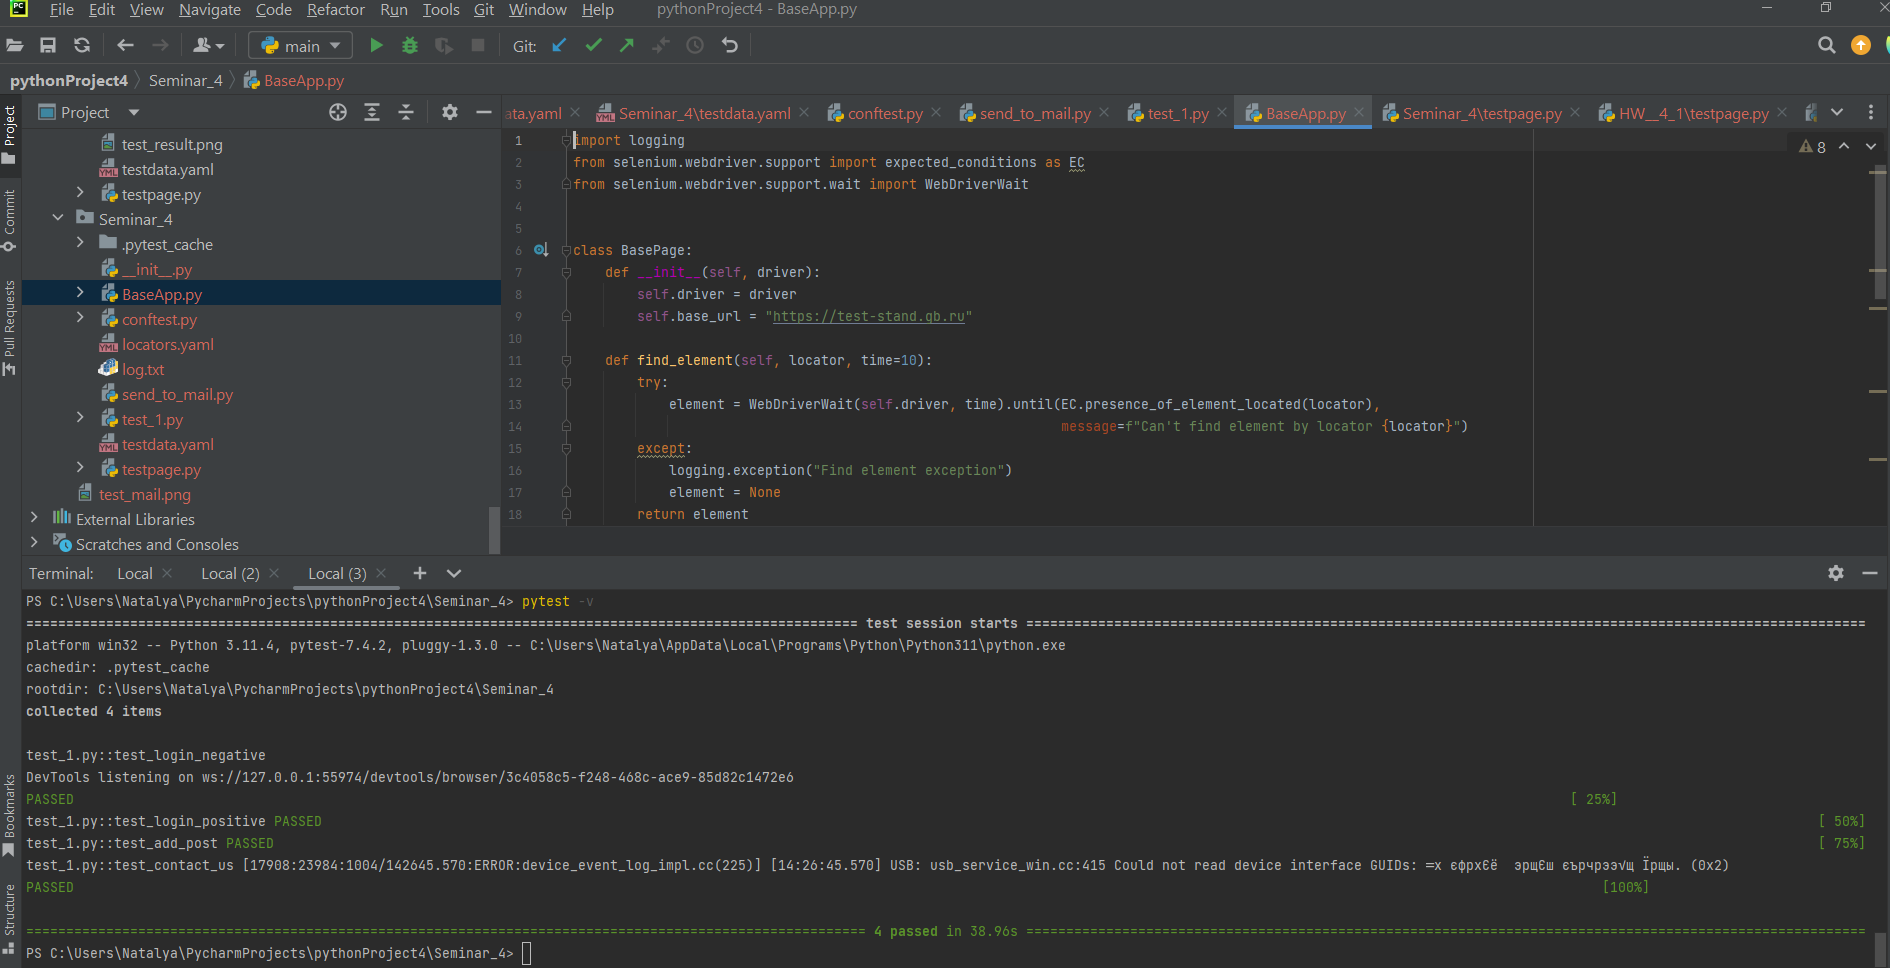 PC File Edit View Navigate Code Refactor Run Tools Git Window Help pythonProject4 - BaseApp.py
main Git:
pythonProject4 Seminar_4 BaseApp.py
Project
ata.yaml Seminar_4\testdata.yaml conftest.py send_to_mail.py test_1.py BaseApp.py Seminar_4\testpage.py HW__4_1\testpage.py
Project
Commit
Pull Requests
Bookmarks
Structure
test_result.png
testdata.yaml
testpage.py
Seminar_4
.pytest_cache
__init__.py
BaseApp.py
conftest.py
locators.yaml
log.txt
send_to_mail.py
test_1.py
testdata.yaml
testpage.py
test_mail.png
External Libraries
Scratches and Consoles
8
1 import logging
2 from selenium.webdriver.support import expected_conditions as EC
3 from selenium.webdriver.support.wait import WebDriverWait
4
5
6 class BasePage:
7 def __init__(self, driver):
8 self.driver = driver
9 self.base_url = "https://test-stand.gb.ru"
10
11 def find_element(self, locator, time=10):
12 try:
13 element = WebDriverWait(self.driver, time).until(EC.presence_of_element_located(locator),
14 message=f"Can't find element by locator {locator}")
15 except:
16 logging.exception("Find element exception")
17 element = None
18 return element
Terminal: Local Local (2) Local (3)
PS C:\Users\Natalya\PycharmProjects\pythonProject4\Seminar_4> pytest -v
============================== test session starts ==============================
platform win32 -- Python 3.11.4, pytest-7.4.2, pluggy-1.3.0 -- C:\Users\Natalya\AppData\Local\Programs\Python\Python311\python.exe
cachedir: .pytest_cache
rootdir: C:\Users\Natalya\PycharmProjects\pythonProject4\Seminar_4
collected 4 items
test_1.py::test_login_negative
DevTools listening on ws://127.0.0.1:55974/devtools/browser/3c4058c5-f248-468c-ace9-85d82c1472e6
PASSED [ 25%]
test_1.py::test_login_positive PASSED [ 50%]
test_1.py::test_add_post PASSED [ 75%]
test_1.py::test_contact_us [17908:23984:1004/142645.570:ERROR:device_event_log_impl.cc(225)] [14:26:45.570] USB: usb_service_win.cc:415 Could not read device interface GUIDs: =х єфрхЄё эрщЄш єърчрээ√щ Їрщы. (0x2)
PASSED [100%]
============================== 4 passed in 38.96s ==============================
PS C:\Users\Natalya\PycharmProjects\pythonProject4\Seminar_4>